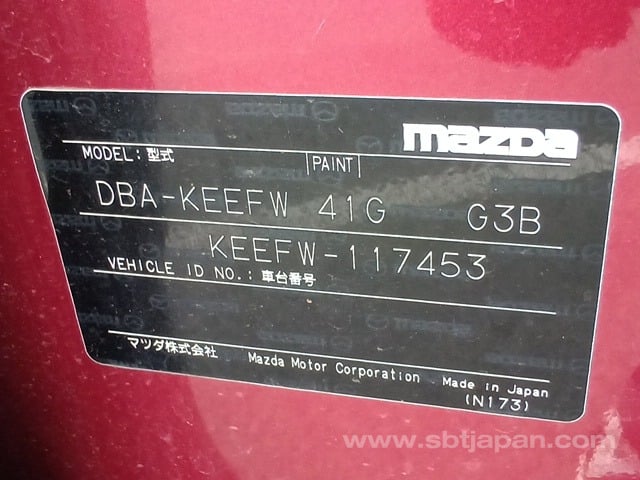 mazda
MODEL:型式 PAINT
DBA-KEEFW 41G G3B
KEEFW-117453
VEHICLE ID NO.:車台番号
マツダ株式会社 Mazda Motor Corporation Made in Japan
(N173)
www.sbtjapan.com